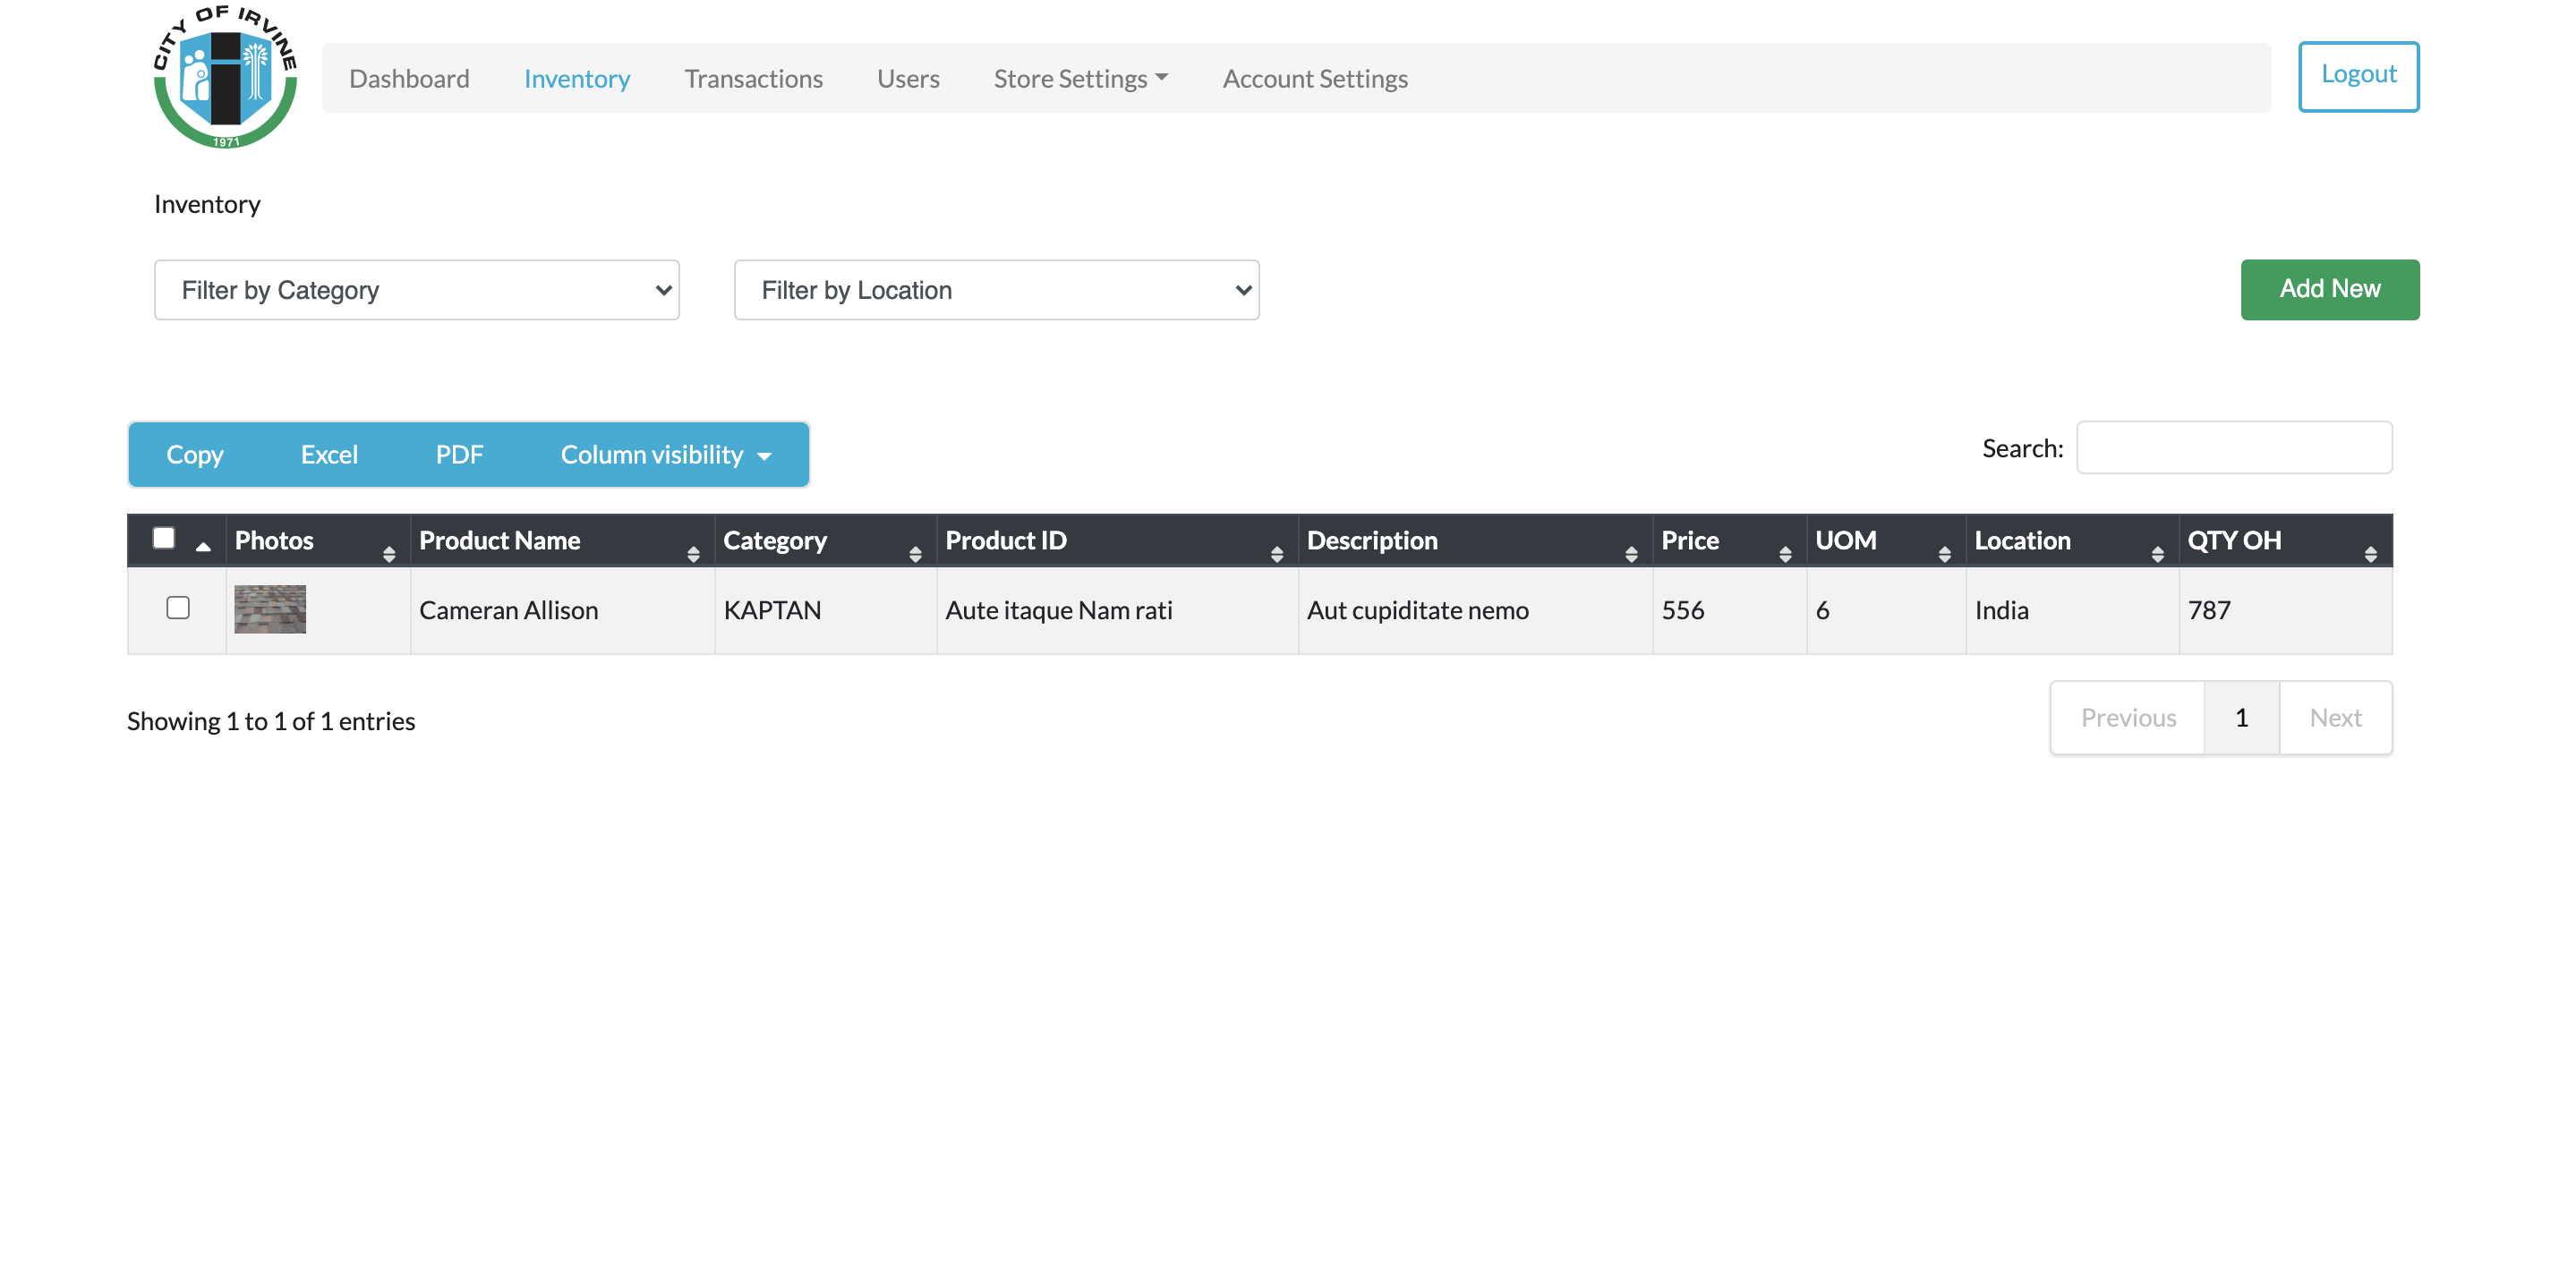 CITY OF IRVINE
1971
Dashboard Inventory Transactions Users Store Settings Account Settings Logout
Inventory
Filter by Category Filter by Location Add New
Copy Excel PDF Column visibility Search:
Photos Product Name Category Product ID Description Price UOM Location QTY OH
Cameran Allison KAPTAN Aute itaque Nam rati Aut cupiditate nemo 556 6 India 787
Showing 1 to 1 of 1 entries Previous 1 Next